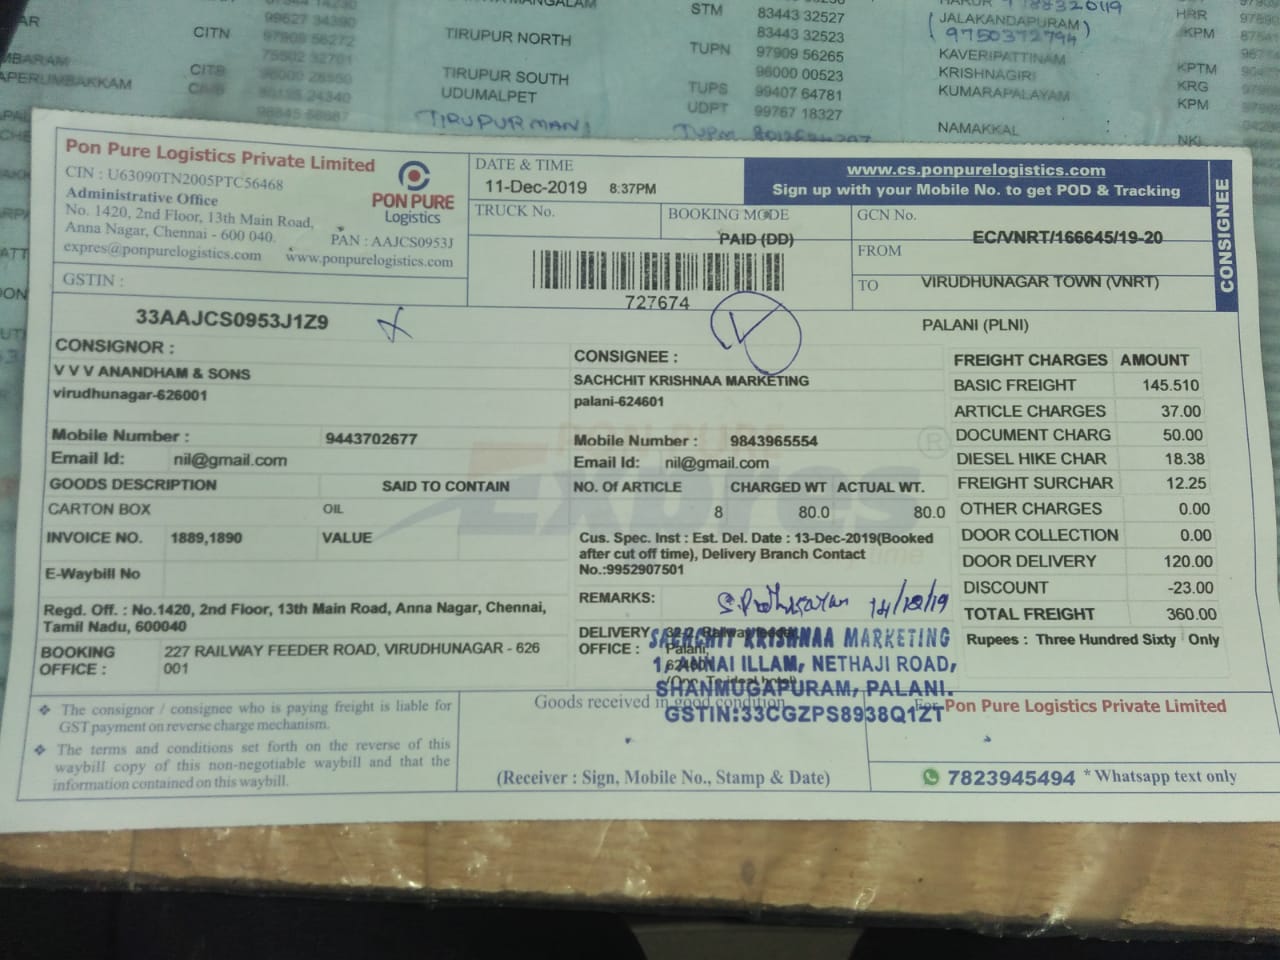 STM 83443 32527 HRR
83443 32523 (JALAKANDAPURAM) KPM
CITN TIRUPUR NORTH TUPN 97909 56265 (9750372794)
96000 00523 KAVERIPATTINAM KPTM
CITS TIRUPUR SOUTH TUPS 99407 64781 KRISHNAGIRI KRG
UDUMALPET UDPT 99767 18327 KUMARAPALAYAM KPM
NAMAKKAL
TIRUPUR MANI
Pon Pure Logistics Private Limited
CIN : U63090TN2005PTC56468
Administrative Office
No. 1420, 2nd Floor, 13th Main Road,
Anna Nagar, Chennai - 600 040. PAN : AAJCS0953J
expres@ponpurelogistics.com www.ponpurelogistics.com
PON PURE
Logistics
GSTIN :
33AAJCS0953J1Z9
DATE & TIME
11-Dec-2019 8:37PM
www.cs.ponpurelogistics.com
Sign up with your Mobile No. to get POD & Tracking
CONSIGNEE
TRUCK No. BOOKING MODE GCN No.
PAID (DD) EC/VNRT/166645/19-20
FROM
727674
TO VIRUDHUNAGAR TOWN (VNRT)
PALANI (PLNI)
CONSIGNOR :
V V V ANANDHAM & SONS
virudhunagar-626001
Mobile Number : 9443702677
Email Id: nil@gmail.com
CONSIGNEE :
SACHCHIT KRISHNAA MARKETING
palani-624601
Mobile Number : 9843965554
Email Id: nil@gmail.com
GOODS DESCRIPTION SAID TO CONTAIN NO. Of ARTICLE CHARGED WT ACTUAL WT.
CARTON BOX OIL 8 80.0 80.0
INVOICE NO. 1889,1890 VALUE
E-Waybill No
Cus. Spec. Inst : Est. Del. Date : 13-Dec-2019(Booked
after cut off time), Delivery Branch Contact
No.:9952907501
REMARKS:
14/12/19
Regd. Off. : No.1420, 2nd Floor, 13th Main Road, Anna Nagar, Chennai,
Tamil Nadu, 600040
BOOKING OFFICE : 227 RAILWAY FEEDER ROAD, VIRUDHUNAGAR - 626
001
DELIVERY
OFFICE :
Palani,
SACHCHIT KRISHNAA MARKETING
1, ANNAI ILLAM, NETHAJI ROAD,
SHANMUGAPURAM, PALANI.
GSTIN:33CGZPS8938Q1ZT
FREIGHT CHARGES AMOUNT
BASIC FREIGHT 145.510
ARTICLE CHARGES 37.00
DOCUMENT CHARG 50.00
DIESEL HIKE CHAR 18.38
FREIGHT SURCHAR 12.25
OTHER CHARGES 0.00
DOOR COLLECTION 0.00
DOOR DELIVERY 120.00
DISCOUNT -23.00
TOTAL FREIGHT 360.00
Rupees : Three Hundred Sixty Only
PON PURE
Expres ®
❖ The consignor / consignee who is paying freight is liable for
GST payment on reverse charge mechanism.
❖ The terms and conditions set forth on the reverse of this
waybill copy of this non-negotiable waybill and that the
information contained on this waybill.
Goods received in good condition
(Receiver : Sign, Mobile No., Stamp & Date)
For Pon Pure Logistics Private Limited
7823945494 * Whatsapp text only